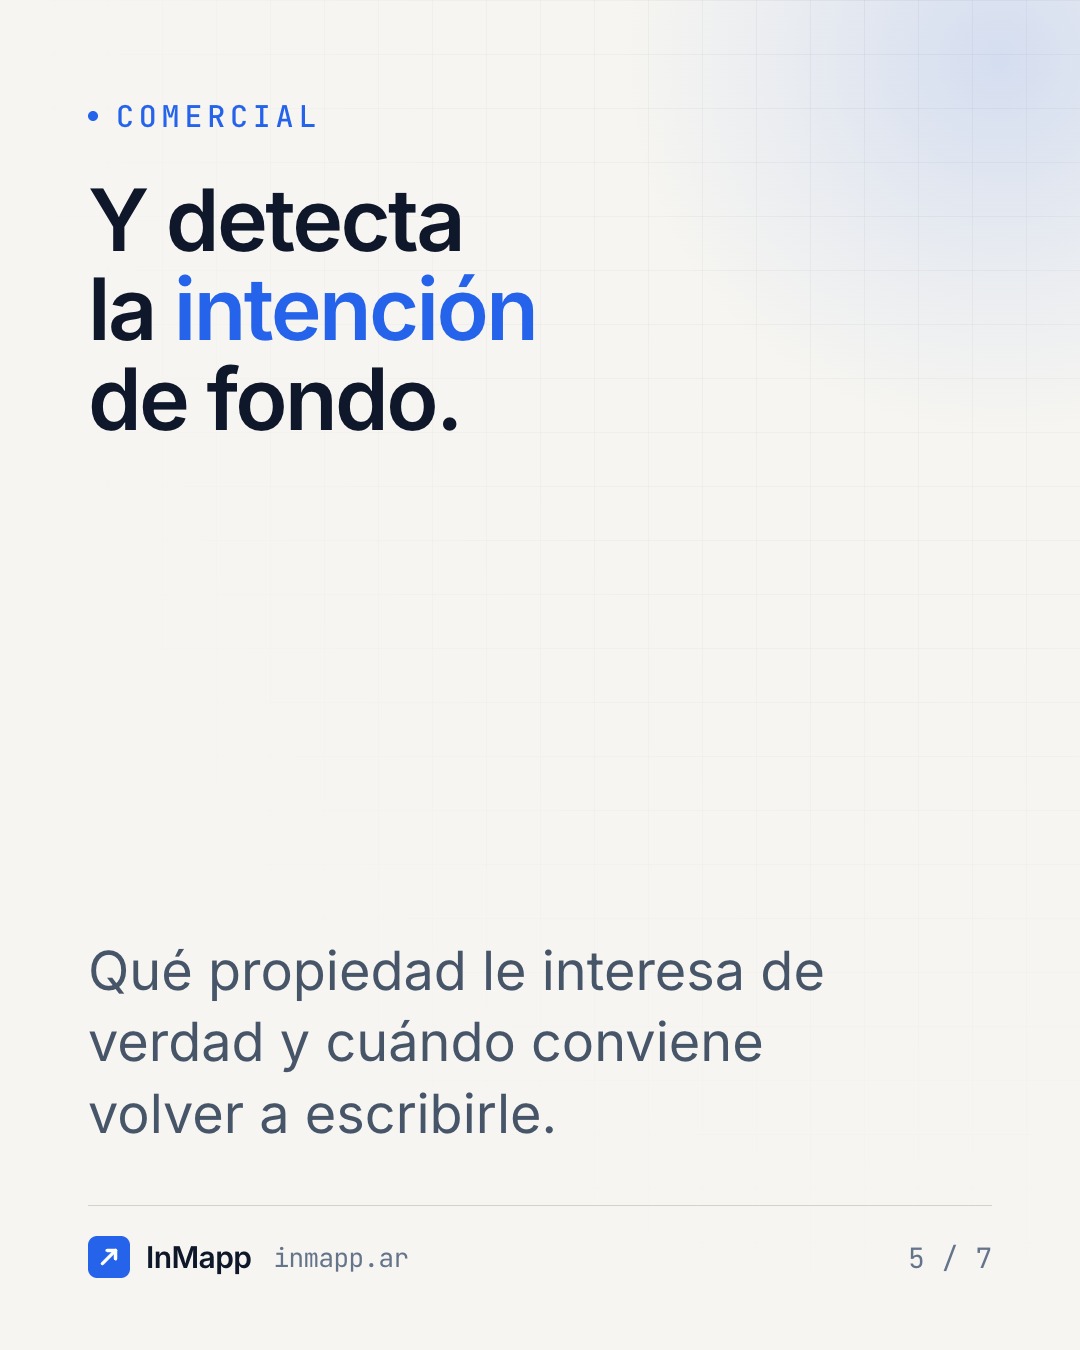 • COMERCIAL
Y detecta
la intención
de fondo.
Qué propiedad le interesa de
verdad y cuándo conviene
volver a escribirle.
InMapp inmapp.ar 5 / 7